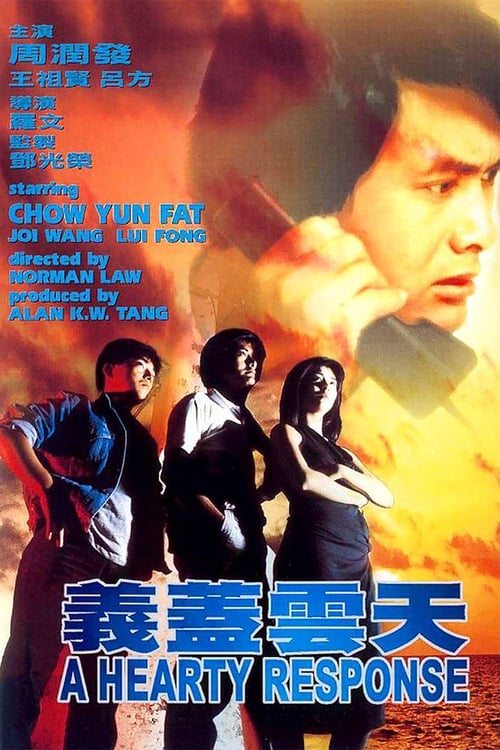 主演
周潤發
王祖賢 呂方
導演
羅文
監製
鄧光榮
starring
CHOW YUN FAT
JOI WANG LUI FONG
directed by
NORMAN LAW
produced by
ALAN K.W. TANG
義蓋雲天
A HEARTY RESPONSE